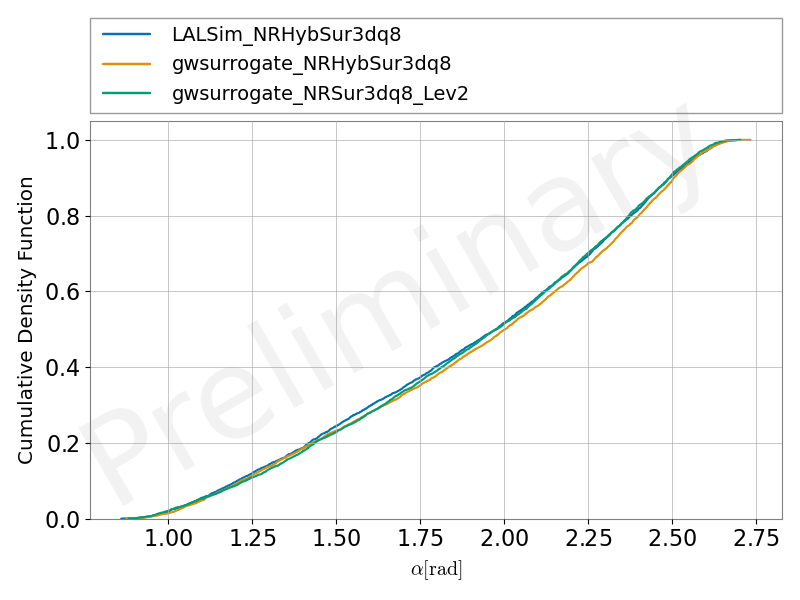 LALSim_NRHybSur3dq8
gwsurrogate_NRHybSur3dq8
gwsurrogate_NRSur3dq8_Lev2
Preliminary
Cumulative Density Function
1.0
0.8
0.6
0.4
0.2
0.0
1.00 1.25 1.50 1.75 2.00 2.25 2.50 2.75
α[rad]